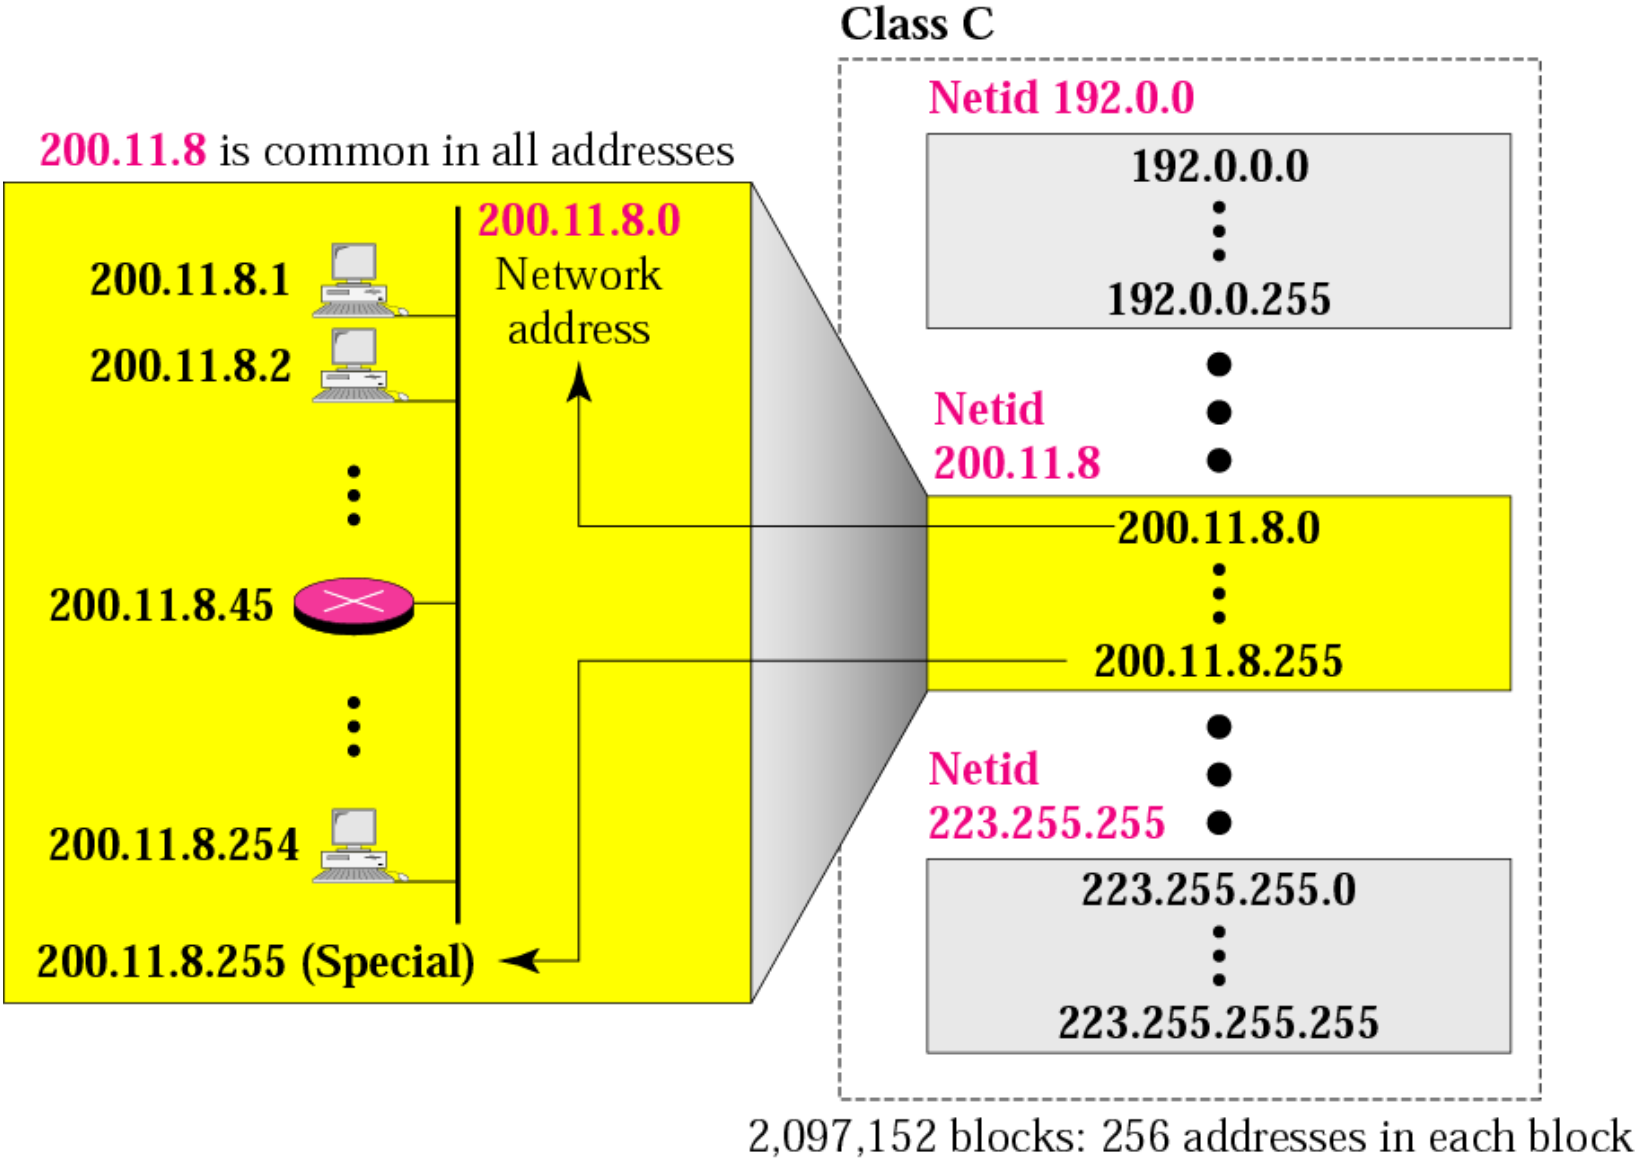 Class C
Netid 192.0.0
192.0.0.0
192.0.0.255
Netid
200.11.8
200.11.8.0
200.11.8.255
Netid
223.255.255
223.255.255.0
223.255.255.255
2,097,152 blocks: 256 addresses in each block
200.11.8 is common in all addresses
200.11.8.0
Network
address
200.11.8.1
200.11.8.2
200.11.8.45
200.11.8.254
200.11.8.255 (Special)